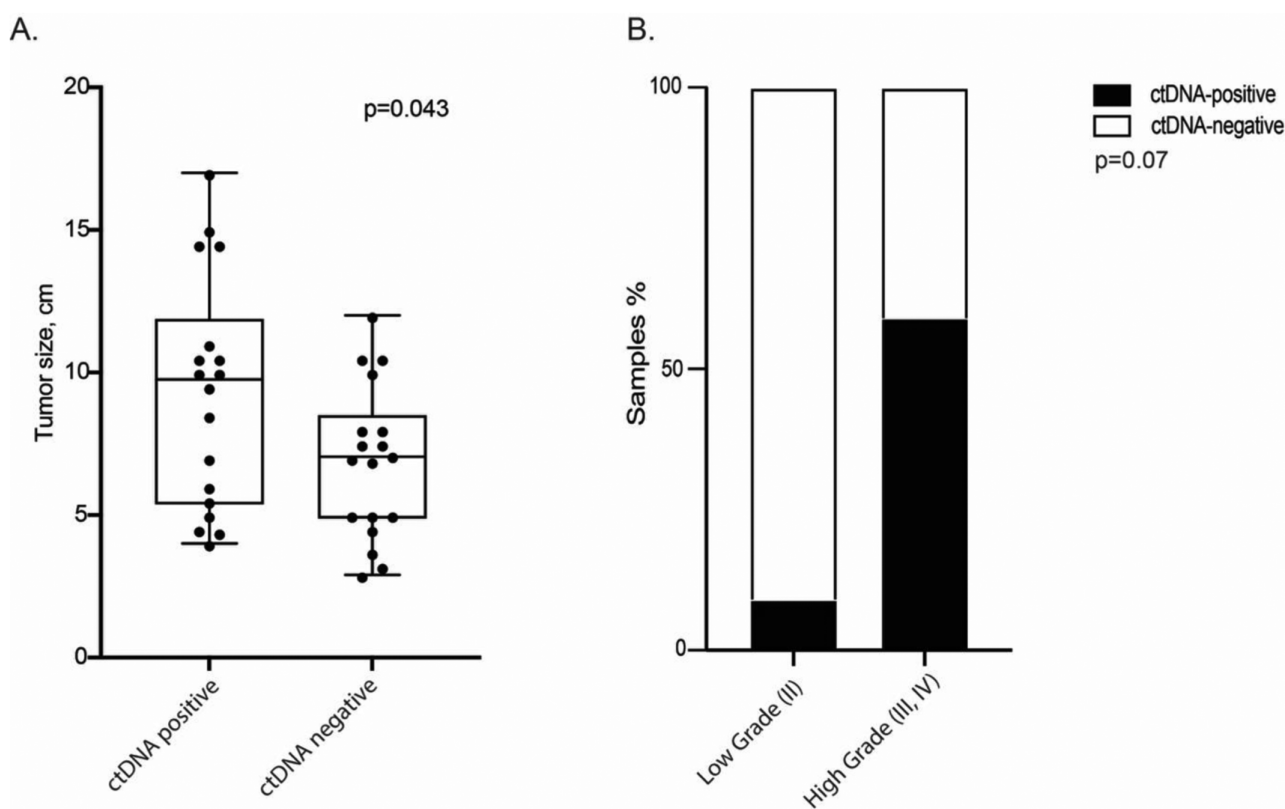 A.
Tumor size, cm
20
15
10
5
0
p=0.043
ctDNA positive
ctDNA negative
B.
Samples %
100
50
0
Low Grade (II)
High Grade (III, IV)
ctDNA-positive
ctDNA-negative
p=0.07